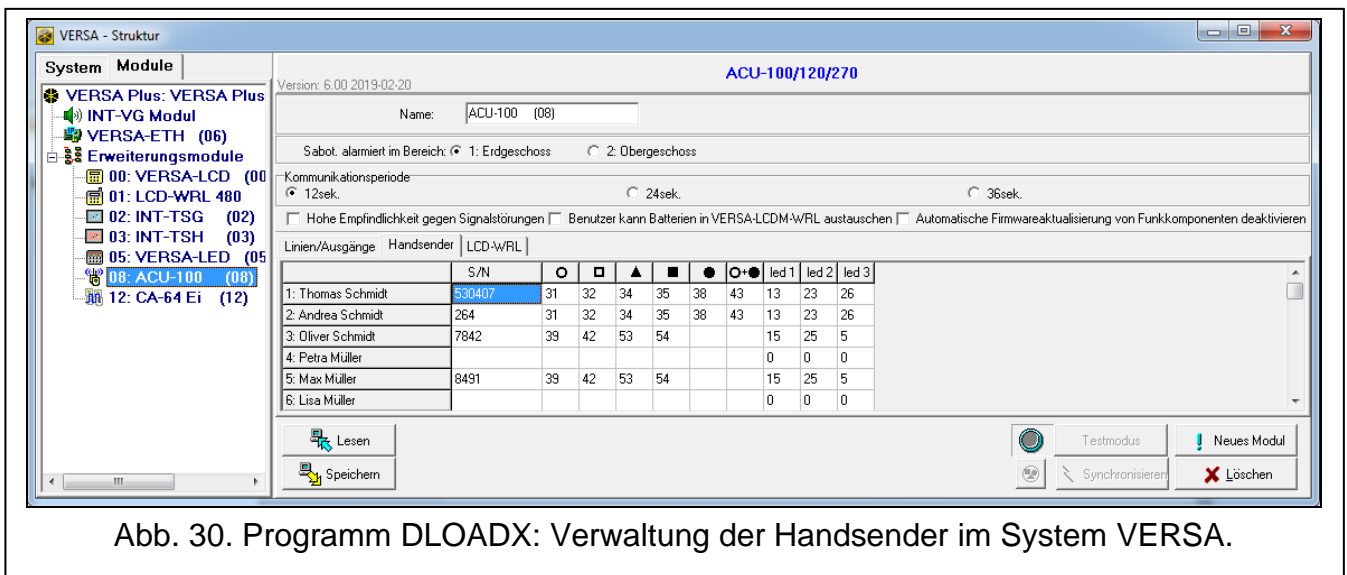 VERSA - Struktur
System Module
VERSA Plus: VERSA Plus
INT-VG Modul
VERSA-ETH (06)
Erweiterungsmodule
00: VERSA-LCD (00
01: LCD-WRL 480
02: INT-TSG (02)
03: INT-TSH (03)
05: VERSA-LED (05
08: ACU-100 (08)
12: CA-64 Ei (12)
ACU-100/120/270
Version: 6.00 2019-02-20
Name: ACU-100 (08)
Sabot. alarmiert im Bereich: 1: Erdgeschoss 2: Obergeschoss
Kommunikationsperiode
12sek. 24sek. 36sek.
Hohe Empfindlichkeit gegen Signalstörungen Benutzer kann Batterien in VERSA-LCDM-WRL austauschen Automatische Firmwareaktualisierung von Funkkomponenten deaktivieren
Linien/Ausgänge Handsender LCD-WRL
S/N O □ ▲ ■ ● O+● led 1 led 2 led 3
1: Thomas Schmidt 530407 31 32 34 35 38 43 13 23 26
2: Andrea Schmidt 264 31 32 34 35 38 43 13 23 26
3: Oliver Schmidt 7842 39 42 53 54 15 25 5
4: Petra Müller 0 0 0
5: Max Müller 8491 39 42 53 54 15 25 5
6: Lisa Müller 0 0 0
Lesen Testmodus Neues Modul
Speichern Synchronisieren Löschen
Abb. 30. Programm DLOADX: Verwaltung der Handsender im System VERSA.